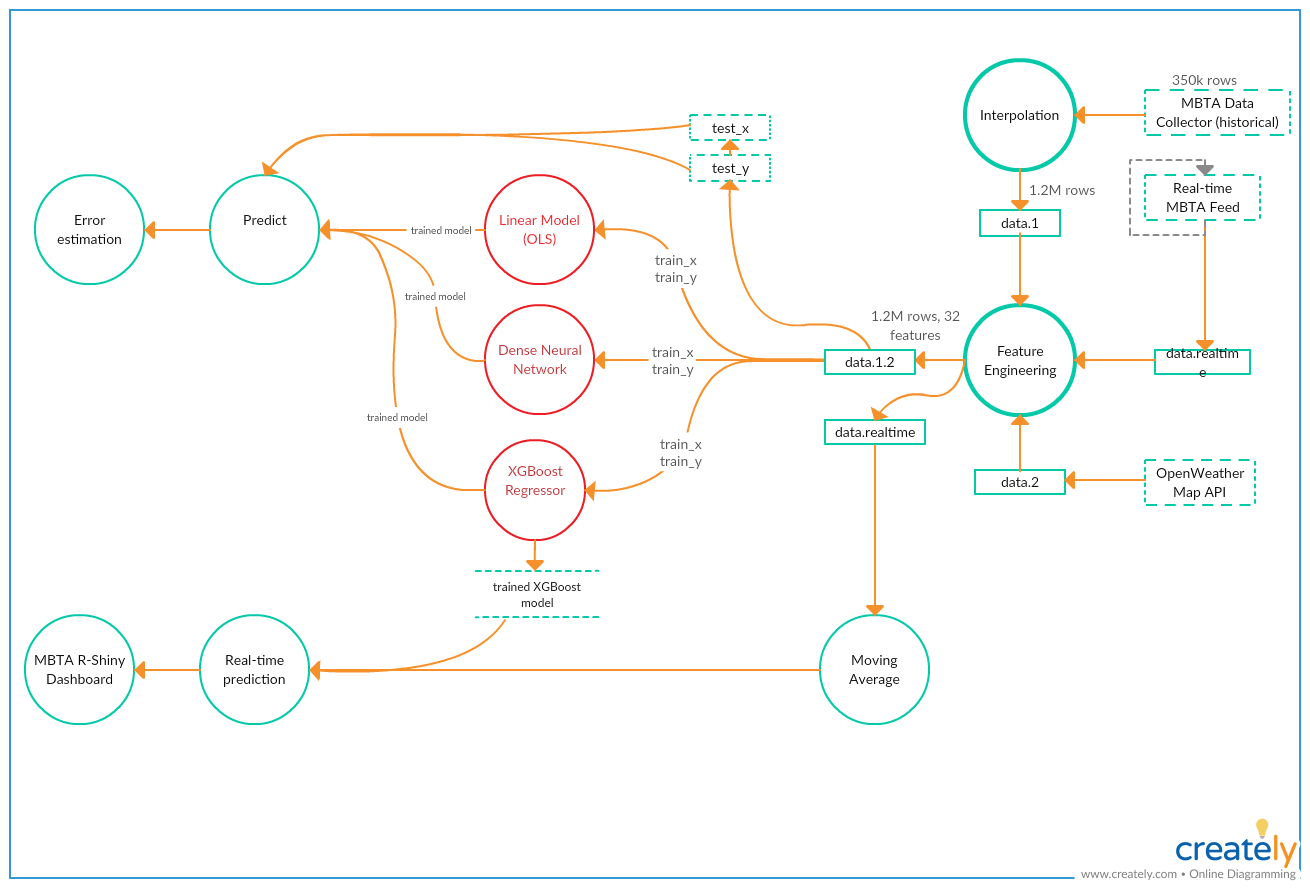 350k rows
MBTA Data
Collector (historical)
Interpolation
test_x
test_y
1.2M rows
Real-time
MBTA Feed
data.1
Error
estimation
Predict
trained model
Linear Model
(OLS)
train_x
train_y
trained model
1.2M rows, 32
features
Dense Neural
Network
train_x
train_y
data.1.2
Feature
Engineering
data.realtim
e
trained model
data.realtime
train_x
train_y
XGBoost
Regressor
data.2
OpenWeather
Map API
trained XGBoost
model
MBTA R-Shiny
Dashboard
Real-time
prediction
Moving
Average
creately
www.creately.com • Online Diagramming